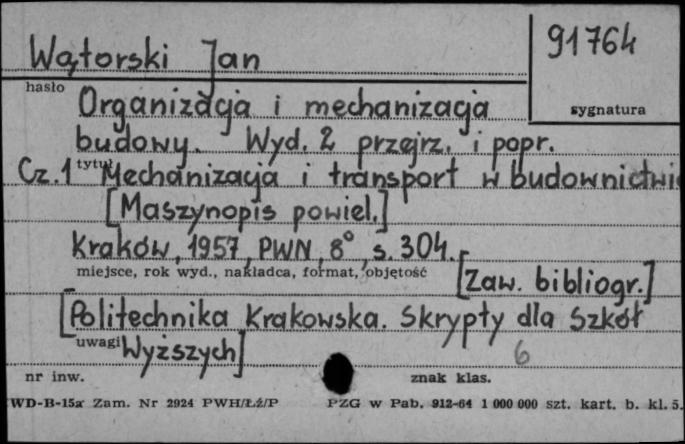 Wątorski Jan
91764
hasło
sygnatura
Organizacja i mechanizacja
budowy. Wyd. 2 przejrz. i popr.
tytuł
Cz. 1 Mechanizacja i transport w budownictwie
[Maszynopis powiel.]
Kraków, 1957, PWN, 8°, s. 304.
miejsce, rok wyd., nakładca, format, objętość
[Zaw. bibliogr.]
[Politechnika Krakowska. Skrypty dla Szkół
uwagi
Wyższych]
6
nr inw.
znak klas.
WD-B-15a Zam. Nr 2924 PWH/Łż/P PZG w Pab. 912-64 1 000 000 szt. kart. b. kl. 5.